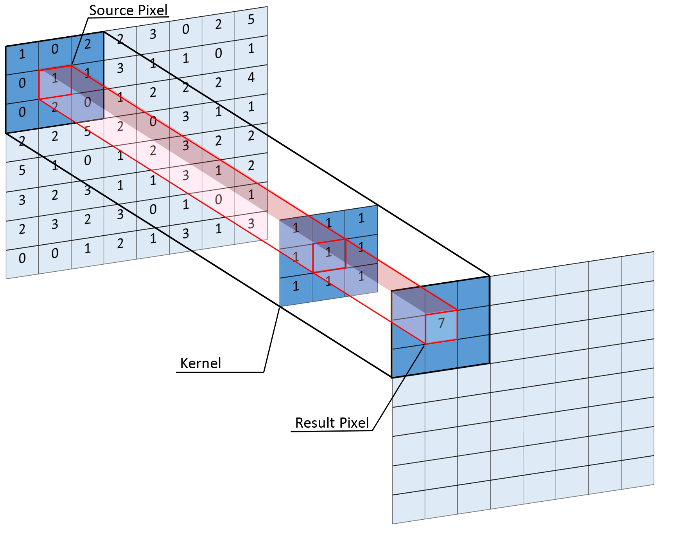 Source Pixel
1 0 2 2 3 0 2 5
0 1 1 3 1 1 0 1
0 2 0 1 2 2 2 4
2 2 5 2 0 3 1 1
5 1 0 1 2 3 2 2
3 2 3 1 1 3 1 2
2 3 2 3 0 1 0 1
0 0 1 2 1 3 1 3
1 1 1
1 1 1
1 1 1
Kernel
7
Result Pixel